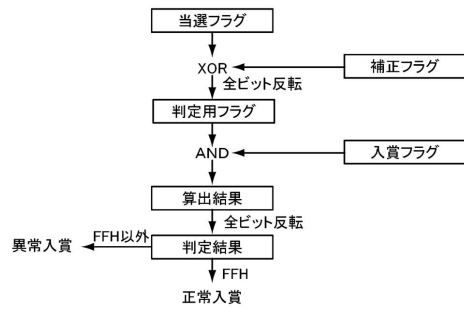 当選フラグ
XOR
補正フラグ
全ビット反転
判定用フラグ
AND
入賞フラグ
算出結果
全ビット反転
異常入賞
FFH以外
判定結果
FFH
正常入賞